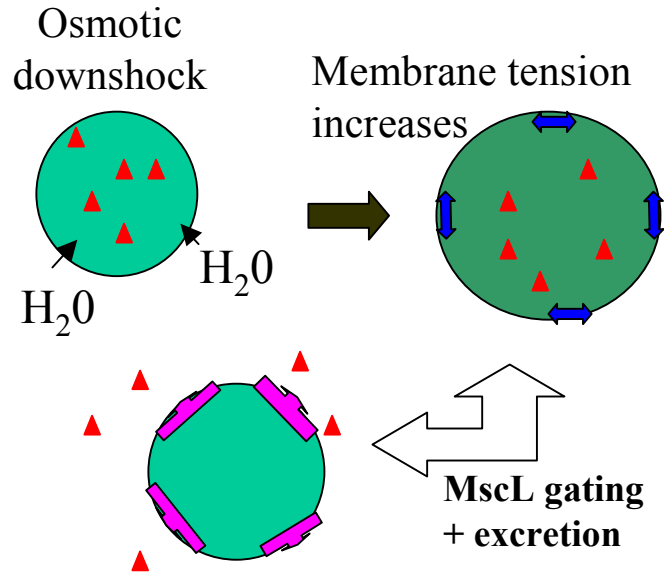 Osmotic
downshock
Membrane tension
increases
H₂0
H₂0
MscL gating
+ excretion